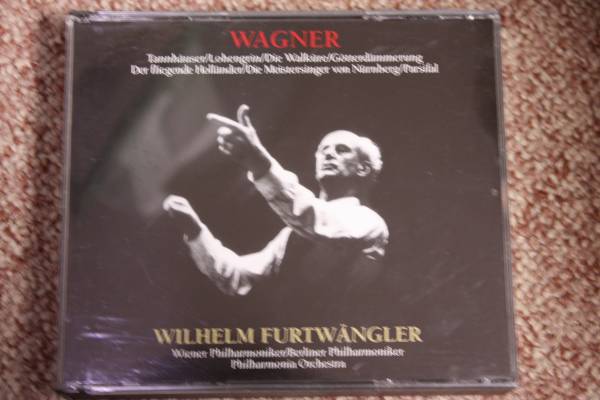 WAGNER
Tannhäuser/Lohengrin/Die Walküre/Götterdämmerung
Der fliegende Holländer/Die Meistersinger von Nürnberg/Parsifal
WILHELM FURTWÄNGLER
Wiener Philharmoniker/Berliner Philharmoniker
Philharmonia Orchestra